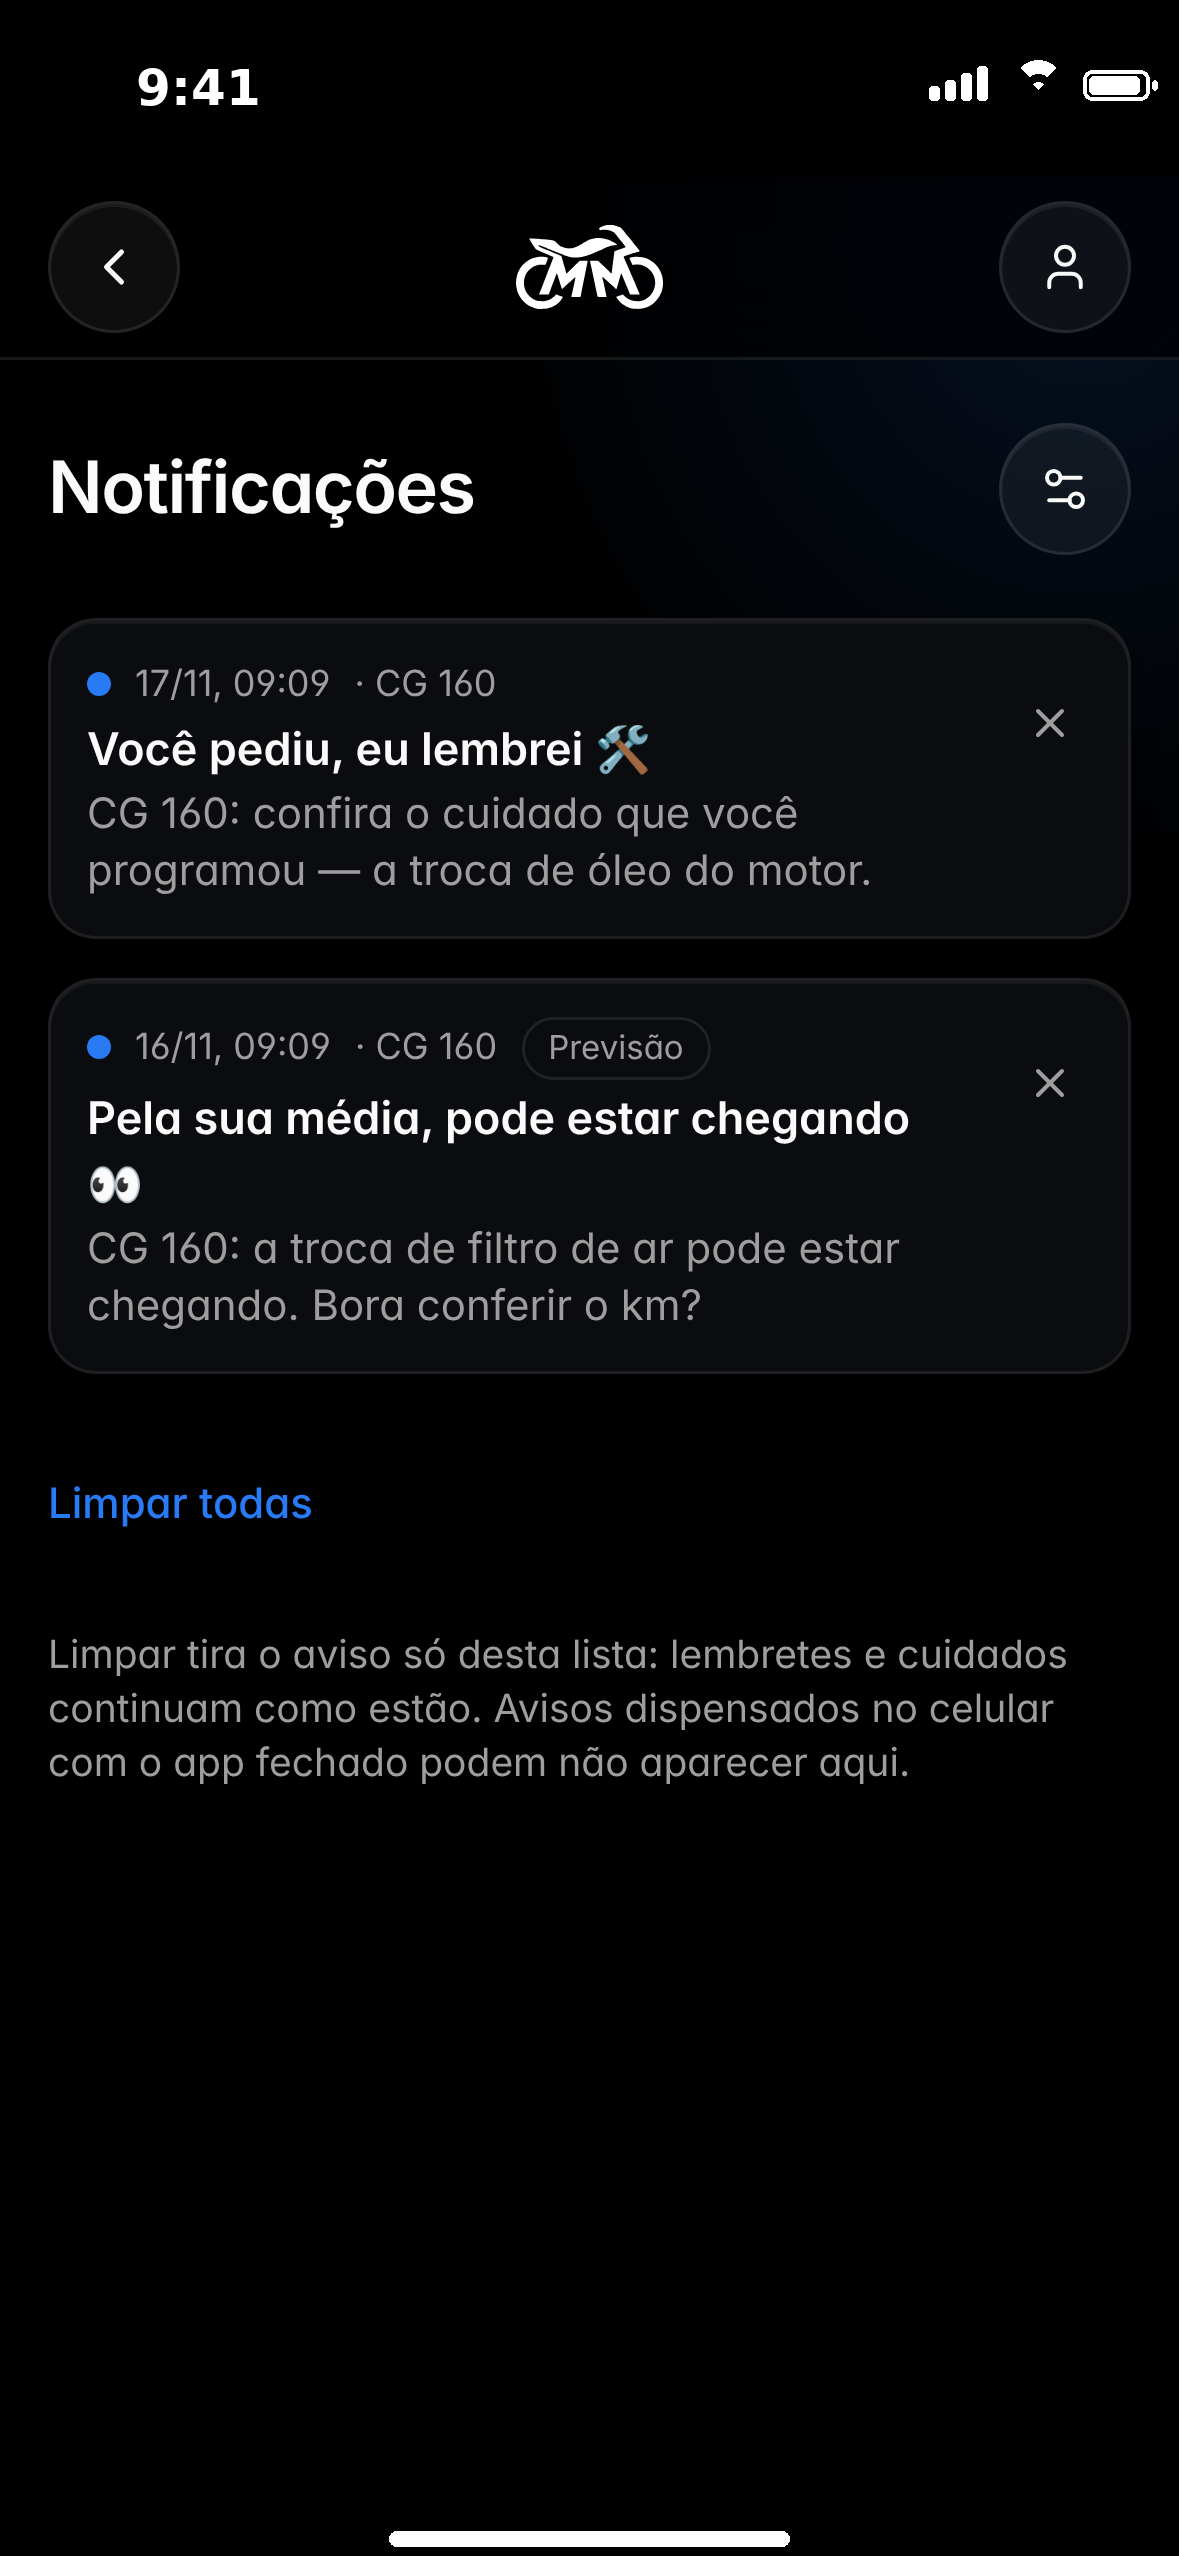 9:41
MM
Notificações
17/11, 09:09 · CG 160
Você pediu, eu lembrei 🛠️
CG 160: confira o cuidado que você
programou — a troca de óleo do motor.
16/11, 09:09 · CG 160 Previsão
Pela sua média, pode estar chegando
👀
CG 160: a troca de filtro de ar pode estar
chegando. Bora conferir o km?
Limpar todas
Limpar tira o aviso só desta lista: lembretes e cuidados
continuam como estão. Avisos dispensados no celular
com o app fechado podem não aparecer aqui.